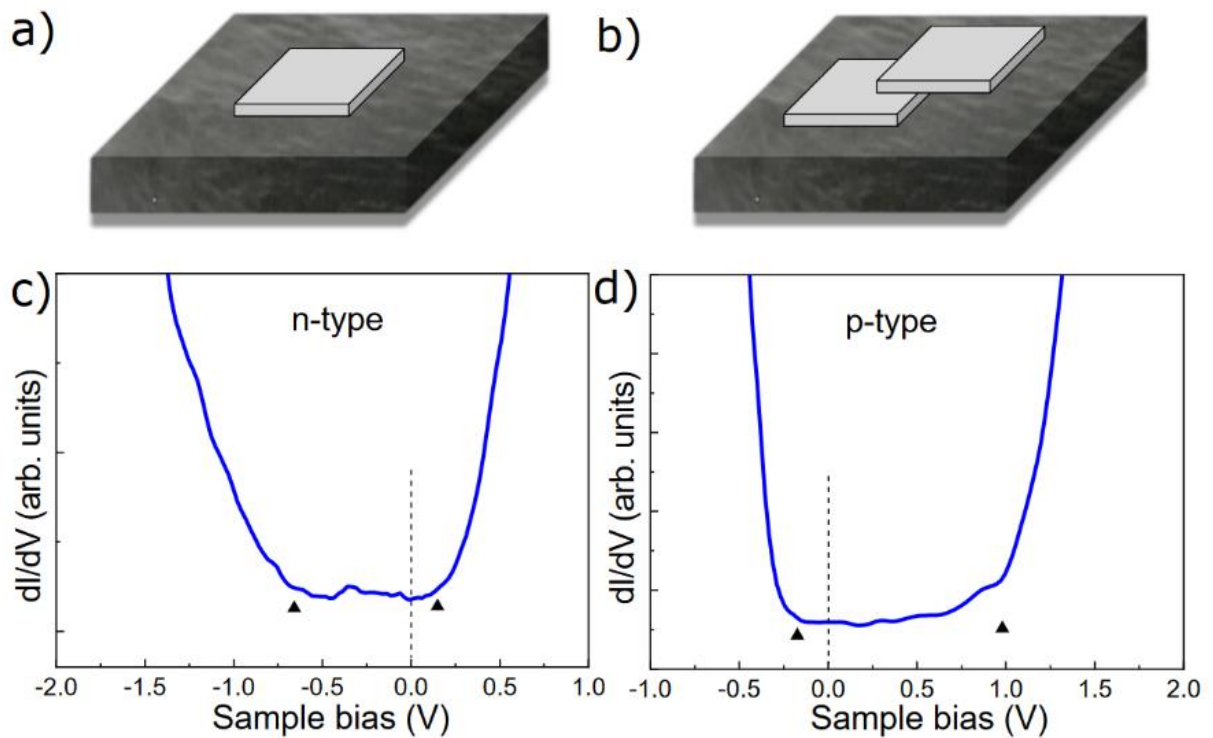 a)
b)
c)
n-type
dI/dV (arb. units)
-2.0 -1.5 -1.0 -0.5 0.0 0.5 1.0
Sample bias (V)
d)
p-type
dI/dV (arb. units)
-1.0 -0.5 0.0 0.5 1.0 1.5 2.0
Sample bias (V)